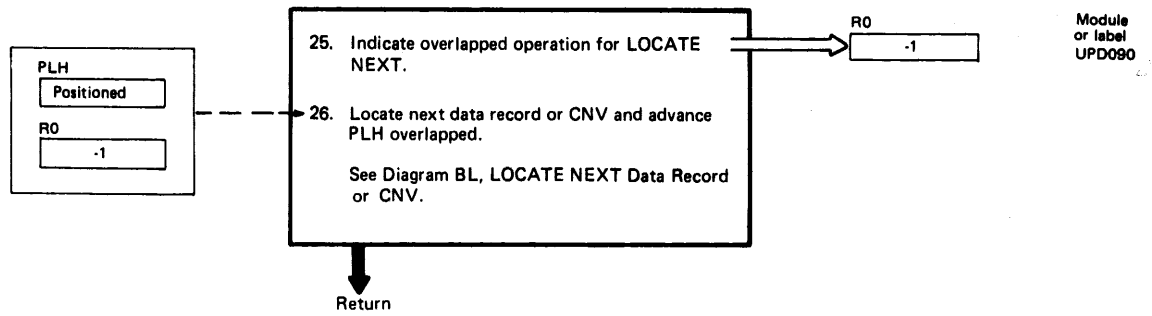 PLH
Positioned
R0
-1
25. Indicate overlapped operation for LOCATE
NEXT.
26. Locate next data record or CNV and advance
PLH overlapped.
See Diagram BL, LOCATE NEXT Data Record
or CNV.
Return
R0
-1
Module
or label
UPD090